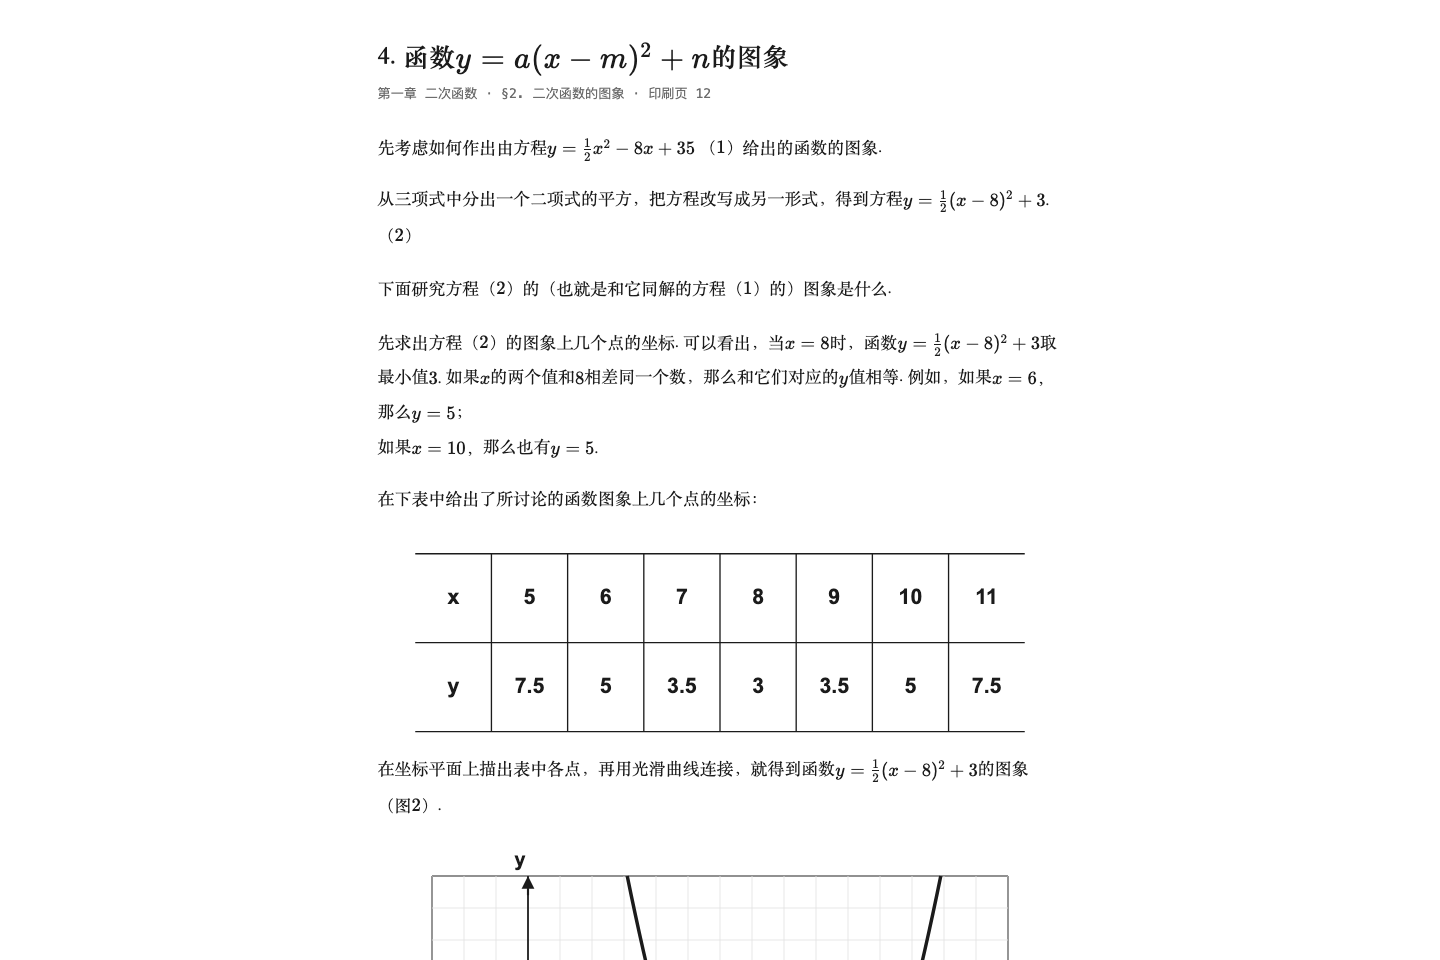 4. 函数y = a(x − m)² + n的图象
第一章 二次函数 · §2. 二次函数的图象 · 印刷页 12
先考虑如何作出由方程y = ½x² − 8x + 35 （1）给出的函数的图象.
从三项式中分出一个二项式的平方，把方程改写成另一形式，得到方程y = ½(x − 8)² + 3.
（2）
下面研究方程（2）的（也就是和它同解的方程（1）的）图象是什么.
先求出方程（2）的图象上几个点的坐标. 可以看出，当x = 8时，函数y = ½(x − 8)² + 3取
最小值3. 如果x的两个值和8相差同一个数，那么和它们对应的y值相等. 例如，如果x = 6，
那么y = 5；
如果x = 10，那么也有y = 5.
在下表中给出了所讨论的函数图象上几个点的坐标：
x 5 6 7 8 9 10 11
y 7.5 5 3.5 3 3.5 5 7.5
在坐标平面上描出表中各点，再用光滑曲线连接，就得到函数y = ½(x − 8)² + 3的图象
（图2）.
y